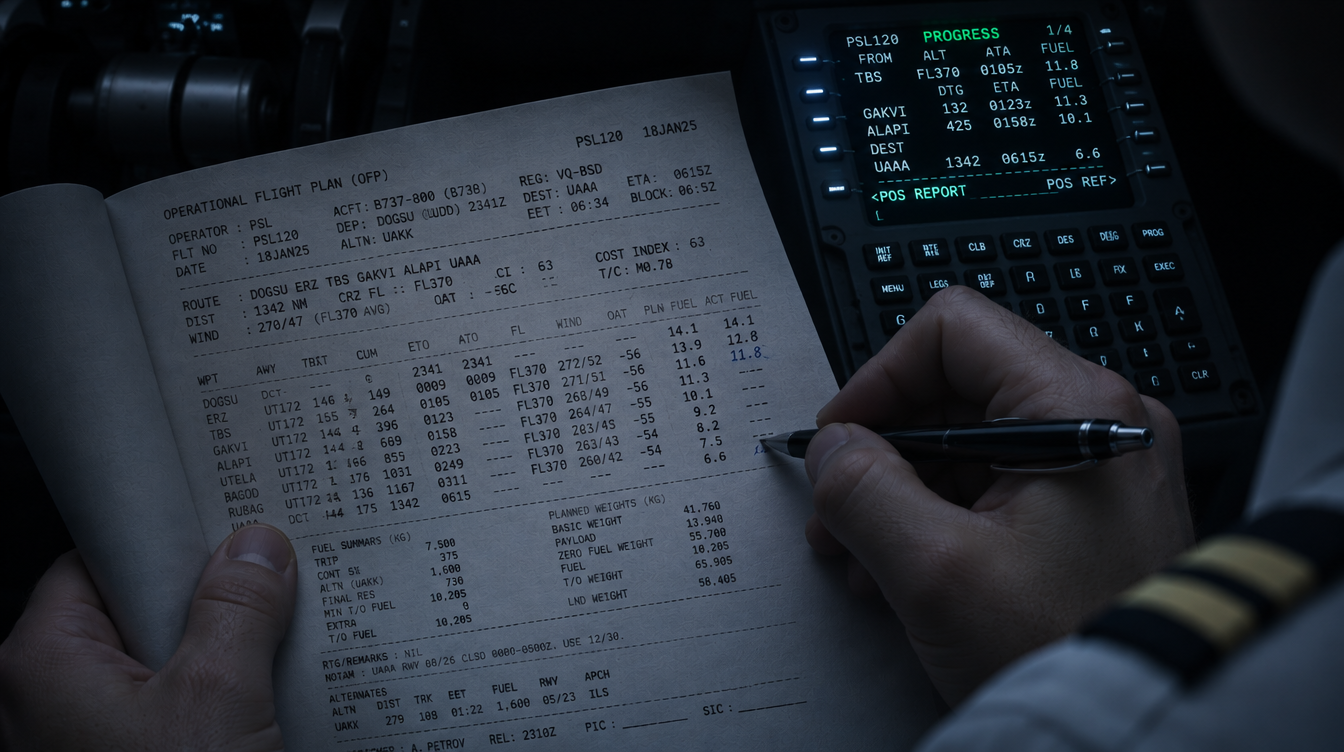 PSL120 18JAN25
OPERATIONAL FLIGHT PLAN (OFP)
OPERATOR : PSL ACFT: B737-800 (B738) REG: VQ-BSD
FLT NO : PSL120 DEP: DOGSU 2341Z DEST: UAAA ETA: 0615Z
DATE : 18JAN25 ALTN: UAKK EET : 06:34 BLOCK: 06:52
ROUTE : DOGSU ERZ TBS GAKVI ALAPI UAAA CI : 63 COST INDEX : 63
DIST : 1342 NM CRZ FL :: FL370 T/C: M0.78
WIND : 270/47 (FL370 AVG) OAT : -56C
WPT AWY CUM ETO ATO FL WIND OAT PLN FUEL ACT FUEL
DOGSU DCT --- 2341 2341 --- --- --- 14.1 14.1
ERZ UT172 146 149 0009 0009 FL370 272/52 -56 13.9 12.8
TBS UT172 155 264 0105 0105 FL370 271/51 -56 11.6 11.8
GAKVI UT172 396 0123 ---- FL370 268/49 -56 11.3 ---
ALAPI UT172 669 0158 ---- FL370 264/47 -55 10.1 ---
UTELA UT172 855 0223 ---- FL370 -55 9.2 ---
BAGOD UT172 1031 0249 ---- FL370 263/43 -54 8.2
RUBAG UT172 136 1167 0311 ---- FL370 260/42 -54 7.5
DCT 175 1342 0615 ---- --- --- --- 6.6
FUEL SUMMARS (KG)
TRIP 7.500
CONT 5% 375
ALTN (UAKK) 1,600
FINAL RES 730
MIN T/O FUEL 10,205
EXTRA 0
T/O FUEL 10,205
PLANNED WEIGHTS (KG)
BASIC WEIGHT 41,760
PAYLOAD 13.940
ZERO FUEL WEIGHT 55.700
FUEL 10.205
T/O WEIGHT 65.905
LND WEIGHT 58.405
RTG/REMARKS : NIL
NOTAM : UAAA RWY 08/26 CLSD 0000-0500Z, USE 12/30.
ALTERNATES
ALTN DIST TRK EET FUEL RWY APCH
UAKK 279 108 01:22 1,600 05/23 ILS
: A. PETROV REL: 2310Z PIC : ________ SIC : ________
PSL120 PROGRESS 1/4
FROM ALT ATA FUEL
TBS FL370 0105z 11.8
DTG ETA FUEL
GAKVI 132 0123z 11.3
ALAPI 425 0158z 10.1
DEST
UAAA 1342 0615z 6.6
<POS REPORT POS REF>
INIT REF CLB CRZ DES PROG
MENU LEGS FIX EXEC
CLR